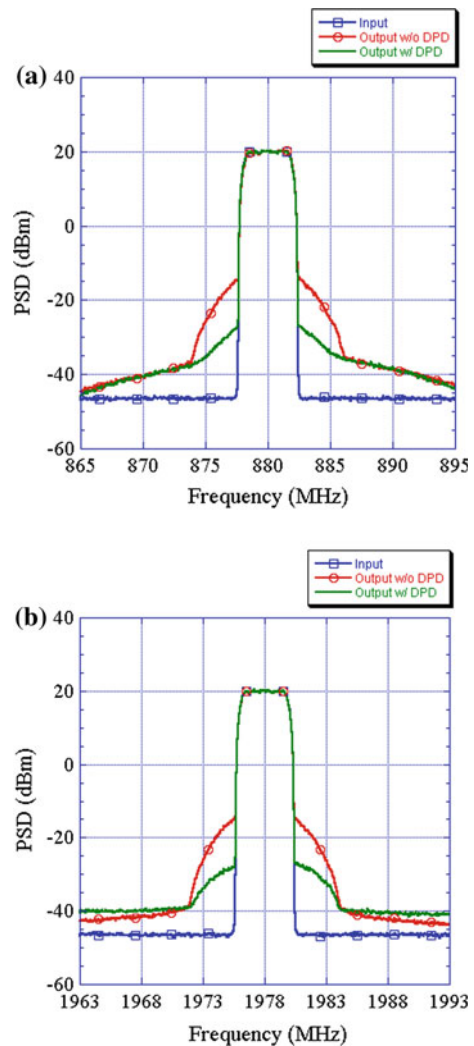 Input
Output w/o DPD
Output w/ DPD
(a)
40
20
0
-20
-40
-60
PSD (dBm)
865 870 875 880 885 890 895
Frequency (MHz)
Input
Output w/o DPD
Output w/ DPD
(b)
40
20
0
-20
-40
-60
PSD (dBm)
1963 1968 1973 1978 1983 1988 1993
Frequency (MHz)